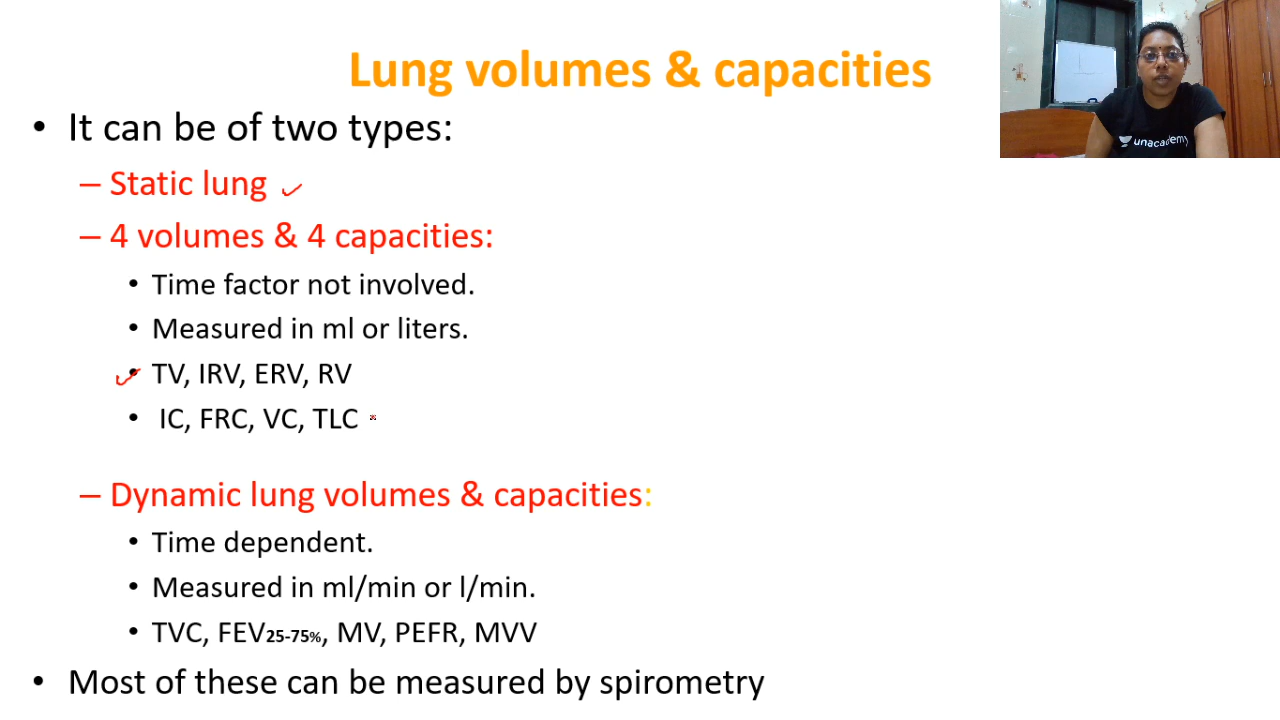 Lung volumes & capacities
• It can be of two types:
– Static lung
– 4 volumes & 4 capacities:
• Time factor not involved.
• Measured in ml or liters.
• TV, IRV, ERV, RV
• IC, FRC, VC, TLC
– Dynamic lung volumes & capacities:
• Time dependent.
• Measured in ml/min or l/min.
• TVC, FEV25-75%, MV, PEFR, MVV
• Most of these can be measured by spirometry
unacademy